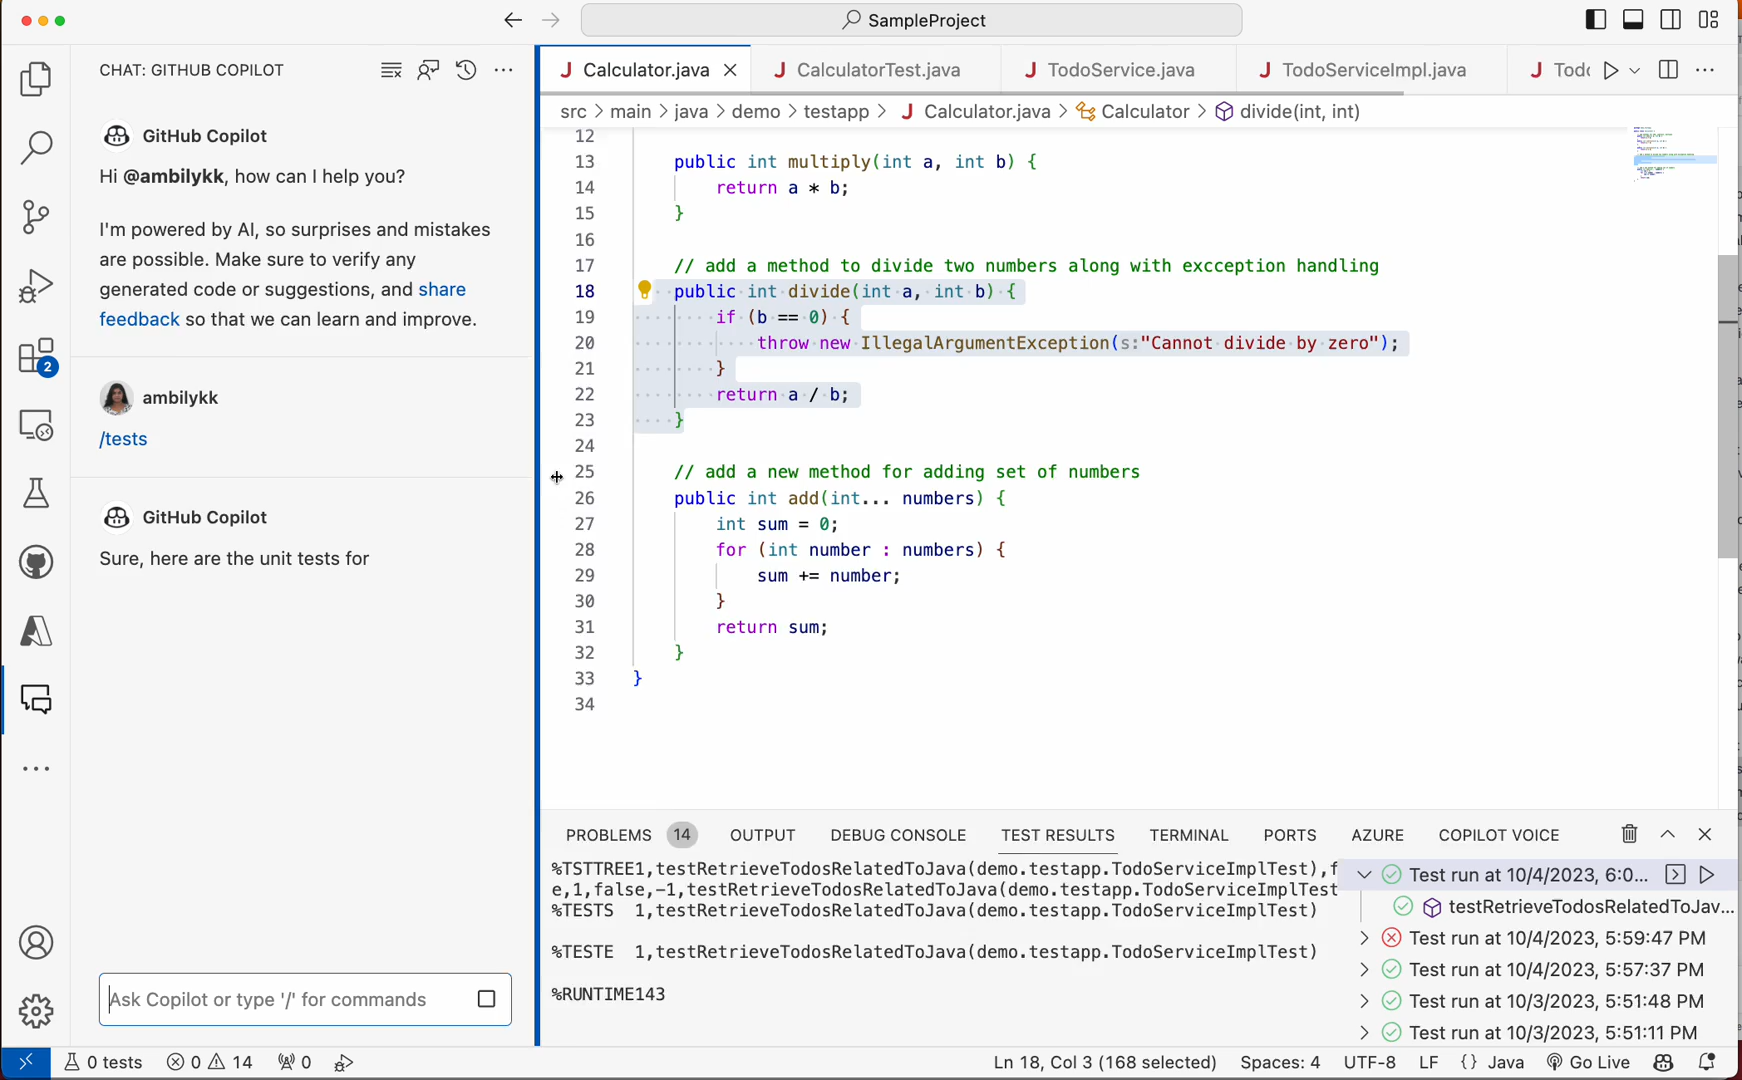 SampleProject
CHAT: GITHUB COPILOT
GitHub Copilot
Hi @ambilykk, how can I help you?
I'm powered by AI, so surprises and mistakes
are possible. Make sure to verify any
generated code or suggestions, and share
feedback so that we can learn and improve.
ambilykk
/tests
GitHub Copilot
Sure, here are the unit tests for
Ask Copilot or type '/' for commands
2
Calculator.java
CalculatorTest.java
TodoService.java
TodoServiceImpl.java
src > main > java > demo > testapp > Calculator.java > Calculator > divide(int, int)
12
13 public int multiply(int a, int b) {
14 return a * b;
15 }
16
17 // add a method to divide two numbers along with excception handling
18 public int divide(int a, int b) {
19 if (b == 0) {
20 throw new IllegalArgumentException(s:"Cannot divide by zero");
21 }
22 return a / b;
23 }
24
25 // add a new method for adding set of numbers
26 public int add(int... numbers) {
27 int sum = 0;
28 for (int number : numbers) {
29 sum += number;
30 }
31 return sum;
32 }
33 }
34
PROBLEMS 14 OUTPUT DEBUG CONSOLE TEST RESULTS TERMINAL PORTS AZURE COPILOT VOICE
%TSTTREE1,testRetrieveTodosRelatedToJava(demo.testapp.TodoServiceImplTest),f
e,1,false,-1,testRetrieveTodosRelatedToJava(demo.testapp.TodoServiceImplTest
%TESTS 1,testRetrieveTodosRelatedToJava(demo.testapp.TodoServiceImplTest)
%TESTE 1,testRetrieveTodosRelatedToJava(demo.testapp.TodoServiceImplTest)
%RUNTIME143
Test run at 10/4/2023, 6:0...
testRetrieveTodosRelatedToJav...
Test run at 10/4/2023, 5:59:47 PM
Test run at 10/4/2023, 5:57:37 PM
Test run at 10/3/2023, 5:51:48 PM
Test run at 10/3/2023, 5:51:11 PM
0 tests 0 14 0 Ln 18, Col 3 (168 selected) Spaces: 4 UTF-8 LF {} Java Go Live